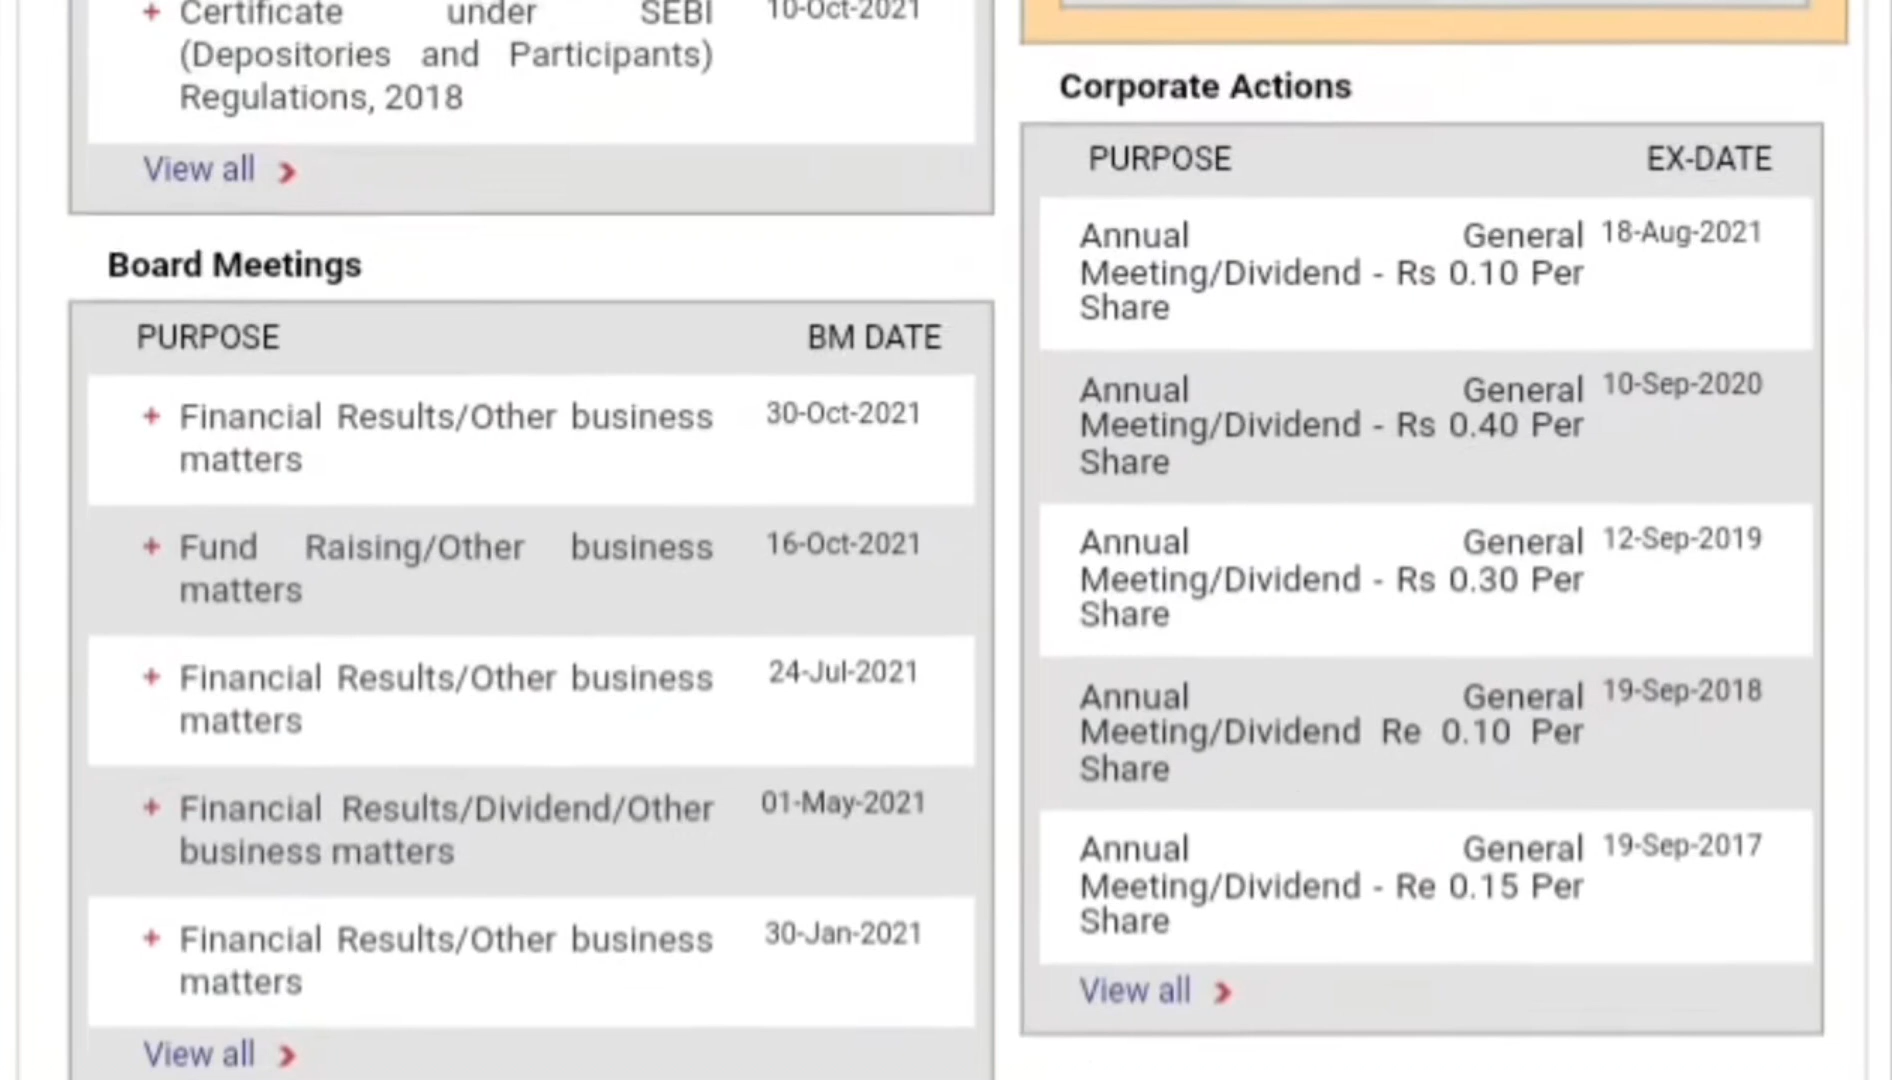 + Certificate under SEBI 10-Oct-2021
(Depositories and Participants)
Regulations, 2018
View all
Board Meetings
PURPOSE BM DATE
+ Financial Results/Other business 30-Oct-2021
matters
+ Fund Raising/Other business 16-Oct-2021
matters
+ Financial Results/Other business 24-Jul-2021
matters
+ Financial Results/Dividend/Other 01-May-2021
business matters
+ Financial Results/Other business 30-Jan-2021
matters
View all
Corporate Actions
PURPOSE EX-DATE
Annual General 18-Aug-2021
Meeting/Dividend - Rs 0.10 Per
Share
Annual General 10-Sep-2020
Meeting/Dividend - Rs 0.40 Per
Share
Annual General 12-Sep-2019
Meeting/Dividend - Rs 0.30 Per
Share
Annual General 19-Sep-2018
Meeting/Dividend Re 0.10 Per
Share
Annual General 19-Sep-2017
Meeting/Dividend - Re 0.15 Per
Share
View all